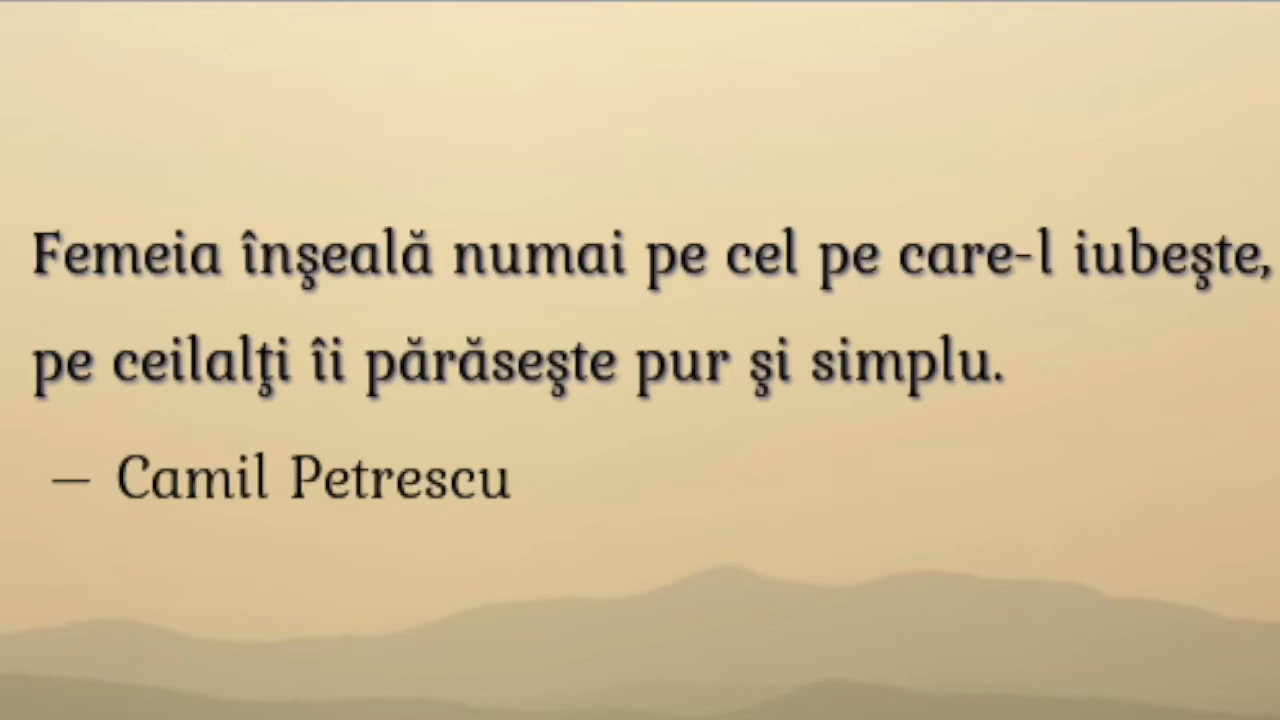 Femeia înşeală numai pe cel pe care-l iubeşte,
pe ceilalţi îi părăseşte pur şi simplu.
— Camil Petrescu